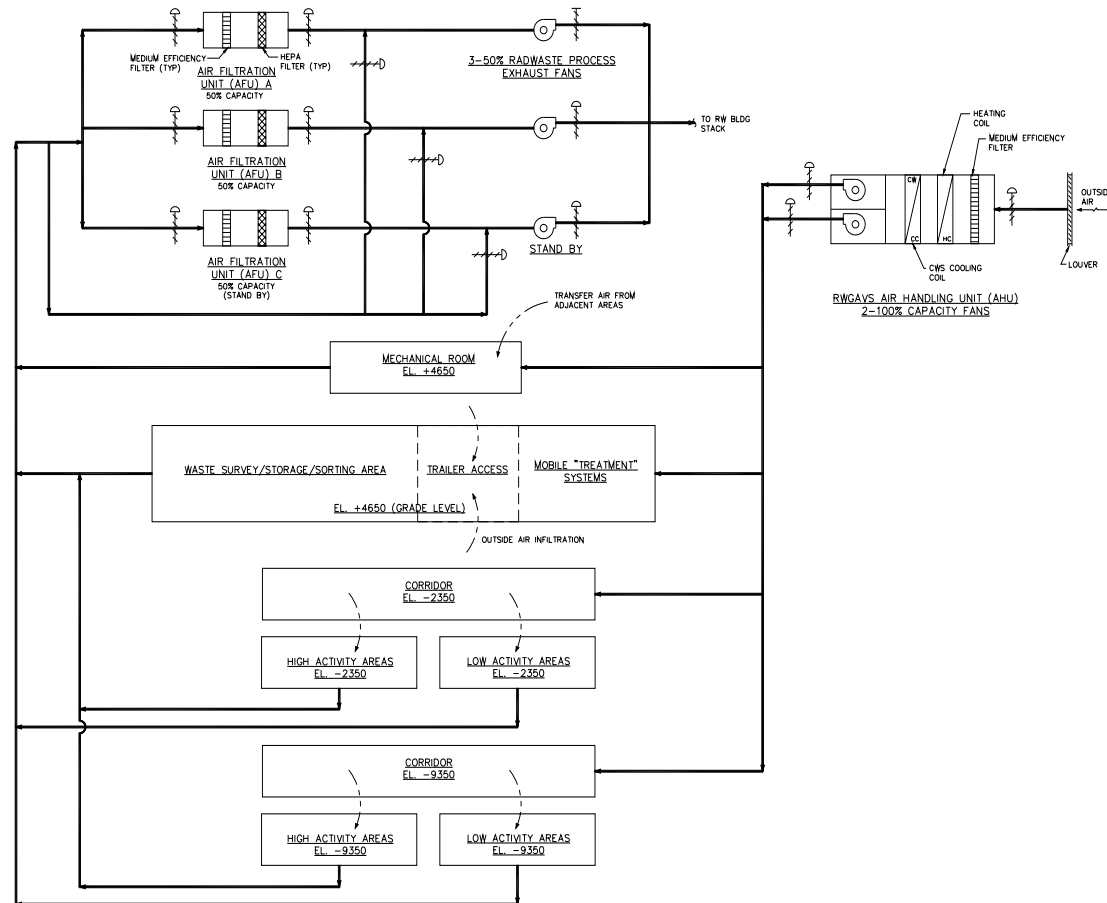 MEDIUM EFFICIENCY
FILTER (TYP)
HEPA
FILTER (TYP)
AIR FILTRATION
UNIT (AFU) A
50% CAPACITY
3-50% RADWASTE PROCESS
EXHAUST FANS
AIR FILTRATION
UNIT (AFU) B
50% CAPACITY
TO RW BLDG
STACK
AIR FILTRATION
UNIT (AFU) C
50% CAPACITY
(STAND BY)
STAND BY
HEATING
COIL
MEDIUM EFFICIENCY
FILTER
CW
CC
HC
OUTSIDE
AIR
LOUVER
CWS COOLING
COIL
RWGAVS AIR HANDLING UNIT (AHU)
2-100% CAPACITY FANS
TRANSFER AIR FROM
ADJACENT AREAS
MECHANICAL ROOM
EL. +4650
WASTE SURVEY/STORAGE/SORTING AREA
TRAILER ACCESS
MOBILE "TREATMENT"
SYSTEMS
EL. +4650 (GRADE LEVEL)
OUTSIDE AIR INFILTRATION
CORRIDOR
EL. -2350
HIGH ACTIVITY AREAS
EL. -2350
LOW ACTIVITY AREAS
EL. -2350
CORRIDOR
EL. -9350
HIGH ACTIVITY AREAS
EL. -9350
LOW ACTIVITY AREAS
EL. -9350